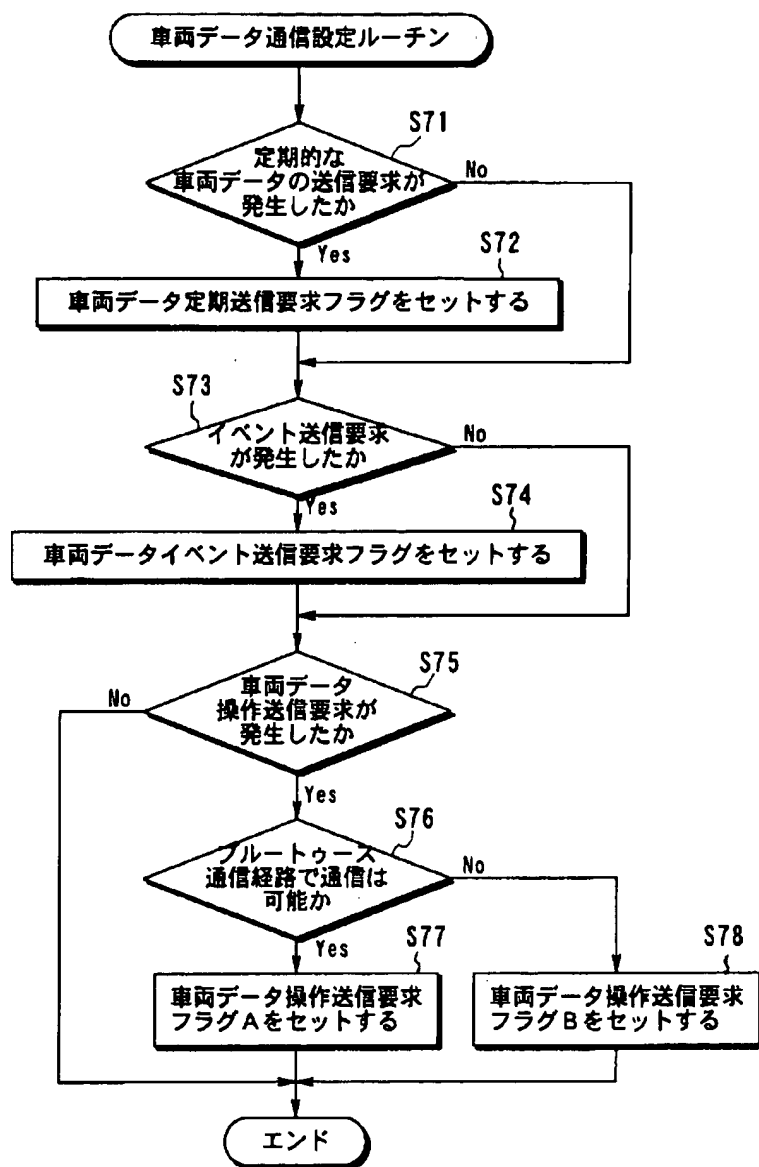 車両データ通信設定ルーチン
S71
定期的な
車両データの送信要求が
発生したか
No
Yes
S72
車両データ定期送信要求フラグをセットする
S73
イベント送信要求
が発生したか
No
Yes
S74
車両データイベント送信要求フラグをセットする
S75
車両データ
操作送信要求が
発生したか
No
Yes
S76
ブルートゥース
通信経路で通信は
可能か
No
Yes
S77
車両データ操作送信要求
フラグAをセットする
S78
車両データ操作送信要求
フラグBをセットする
エンド